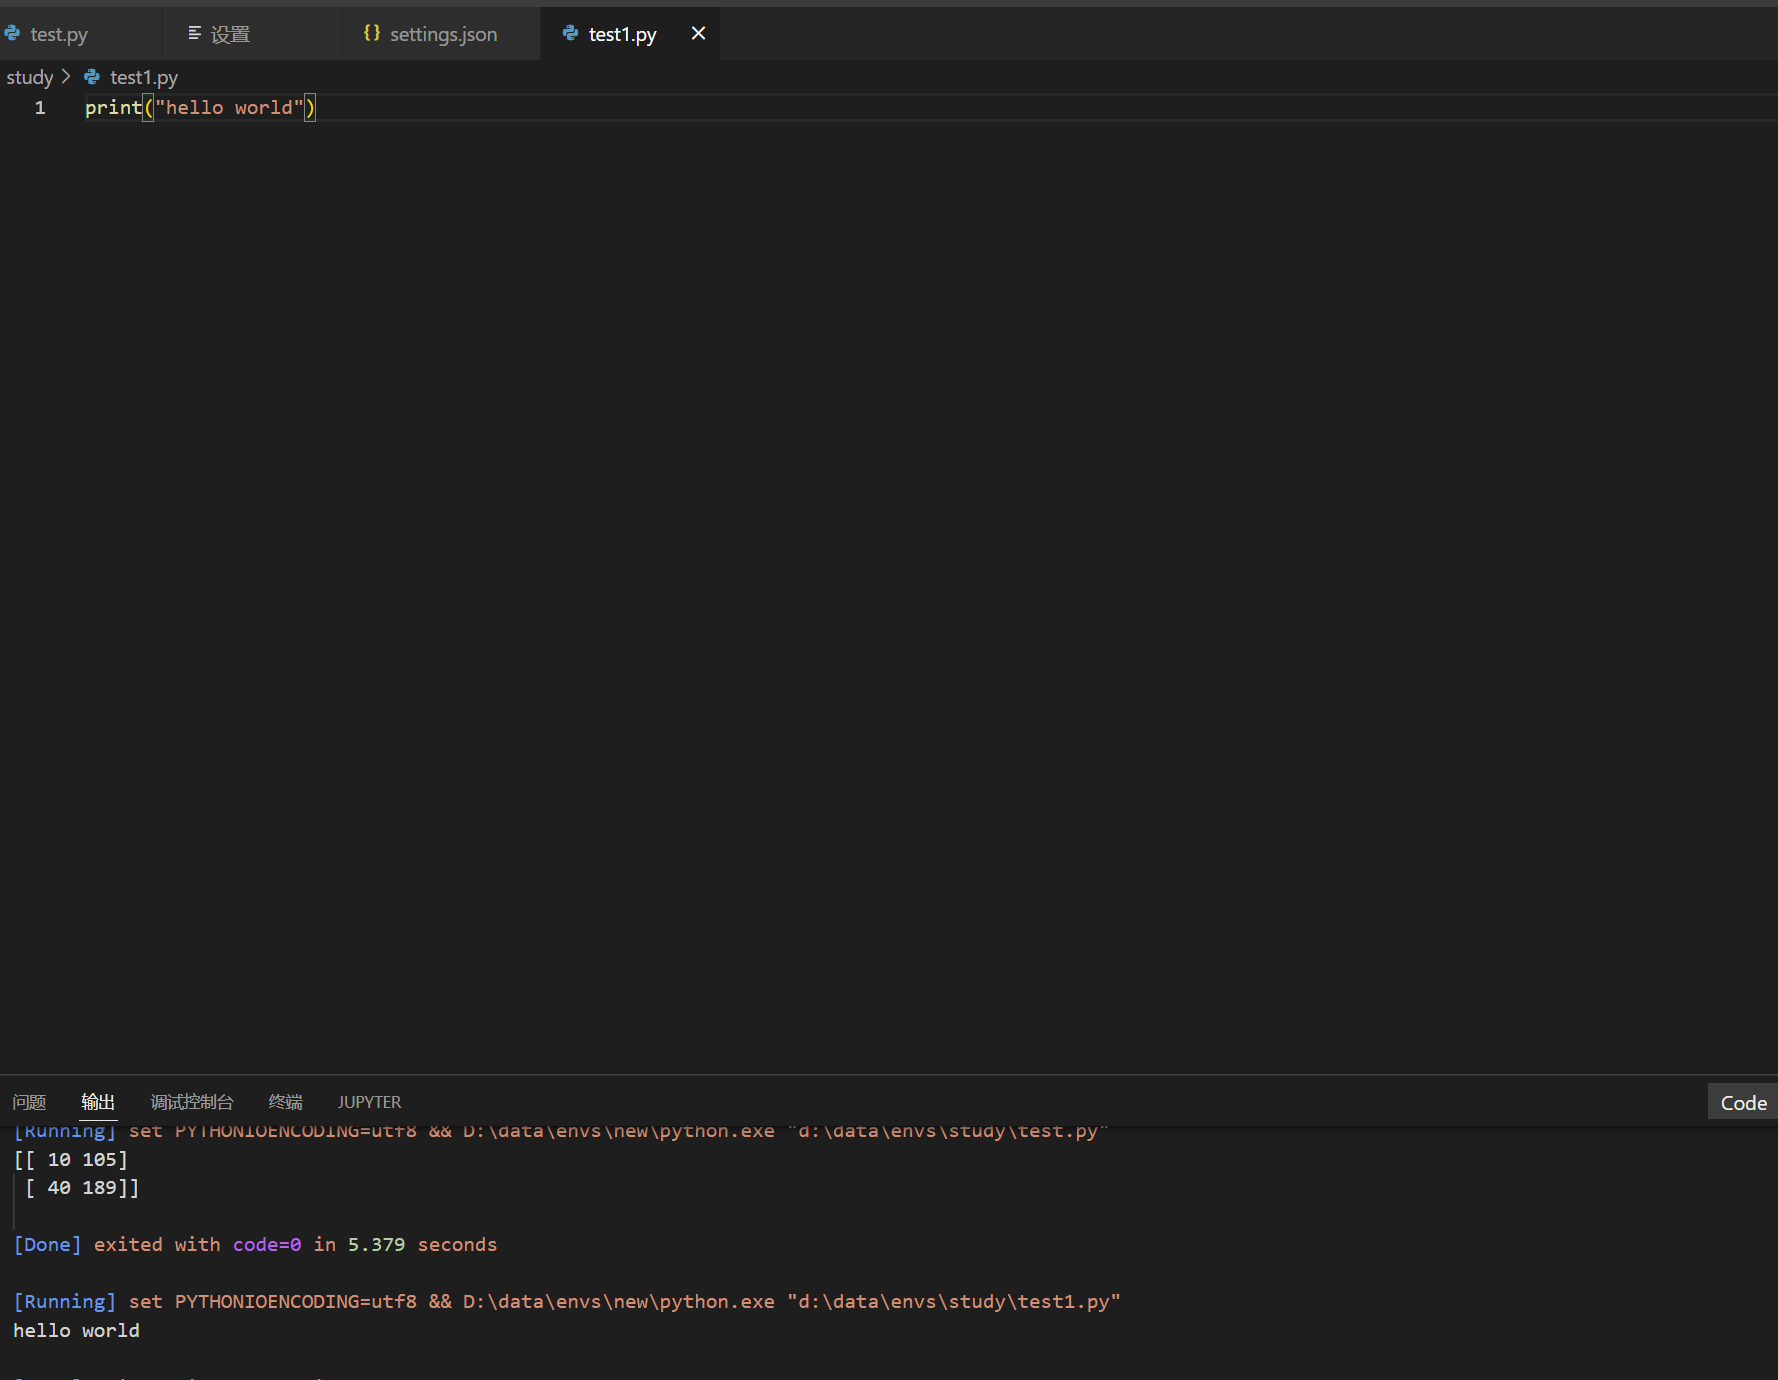 test.py 设置 settings.json test1.py
study test1.py
1 print("hello world")
问题 输出 调试控制台 终端 JUPYTER Code
[Running] set PYTHONIOENCODING=utf8 && D:\data\envs\new\python.exe "d:\data\envs\study\test.py"
[[ 10 105]
[ 40 189]]
[Done] exited with code=0 in 5.379 seconds
[Running] set PYTHONIOENCODING=utf8 && D:\data\envs\new\python.exe "d:\data\envs\study\test1.py"
hello world